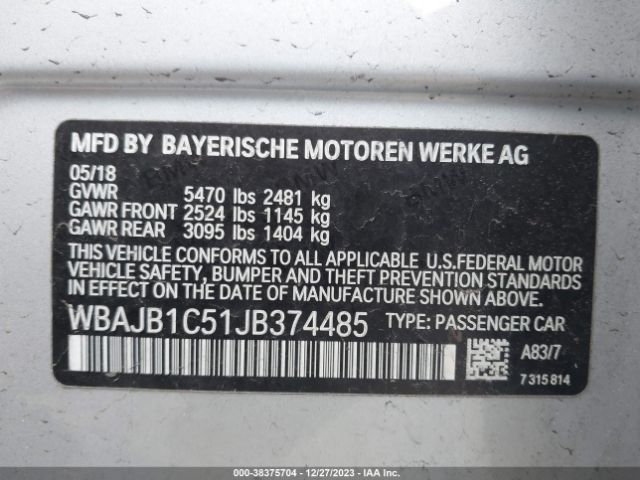 MFD BY BAYERISCHE MOTOREN WERKE AG
05/18
GVWR 5470 lbs 2481 kg
GAWR FRONT 2524 lbs 1145 kg
GAWR REAR 3095 lbs 1404 kg
THIS VEHICLE CONFORMS TO ALL APPLICABLE U.S.FEDERAL MOTOR
VEHICLE SAFETY, BUMPER AND THEFT PREVENTION STANDARDS
IN EFFECT ON THE DATE OF MANUFACTURE SHOWN ABOVE.
WBAJB1C51JB374485 TYPE: PASSENGER CAR
A83/7
7 315 814
000-38375704 - 12/27/2023 - IAA Inc.